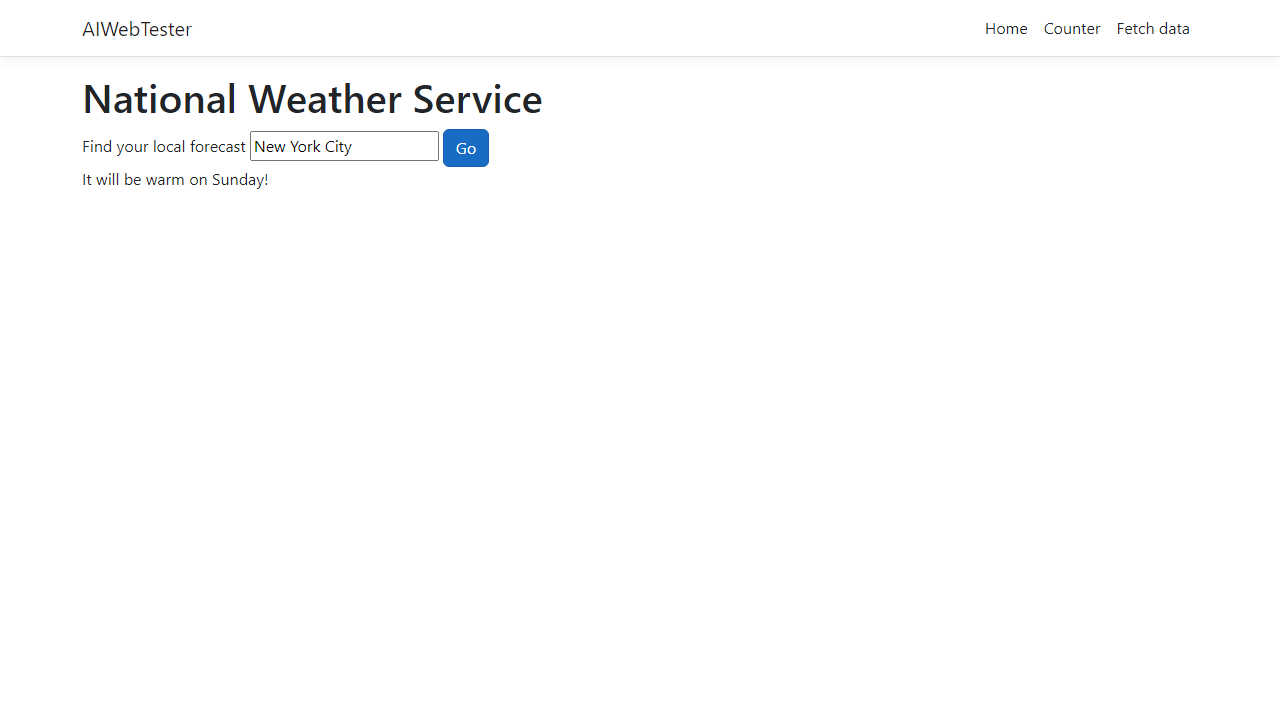 AIWebTester Home Counter Fetch data
National Weather Service
Find your local forecast New York City Go
It will be warm on Sunday!